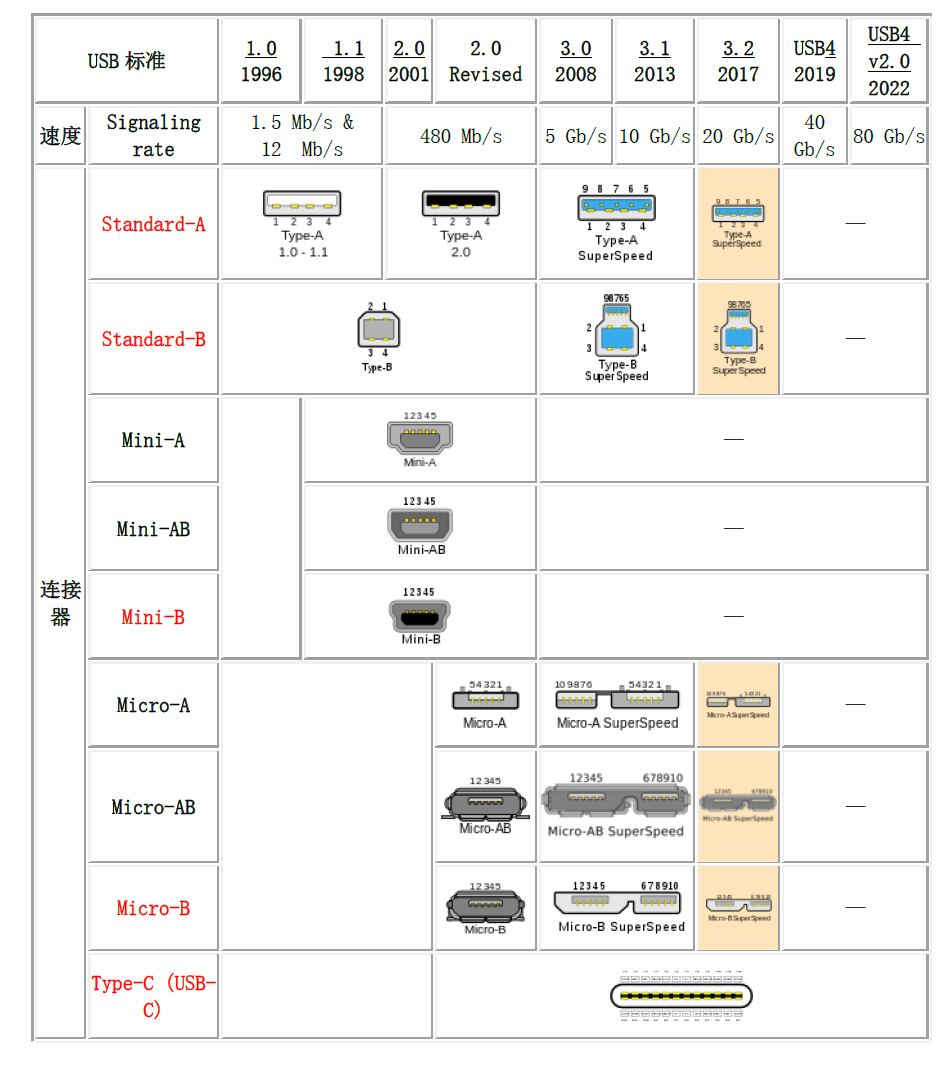 USB 标准
1.0
1996
1.1
1998
2.0
2001
2.0
Revised
3.0
2008
3.1
2013
3.2
2017
USB4
2019
USB4
v2.0
2022
速度
Signaling
rate
1.5 Mb/s &
12 Mb/s
480 Mb/s
5 Gb/s
10 Gb/s
20 Gb/s
40
Gb/s
80 Gb/s
连接
器
Standard-A
1 2 3 4
Type-A
1.0 - 1.1
1 2 3 4
Type-A
2.0
9 8 7 6 5
1 2 3 4
Type-A
SuperSpeed
9 8 7 6 5
1 2 3 4
Type-A
SuperSpeed
—
Standard-B
2 1
3 4
Type-B
98765
2 1
3 4
Type-B
SuperSpeed
98765
2 1
3 4
Type-B
SuperSpeed
—
Mini-A
12345
Mini-A
—
Mini-AB
12345
Mini-AB
—
Mini-B
12345
Mini-B
—
Micro-A
54321
Micro-A
109876 54321
Micro-A SuperSpeed
109876 54321
Micro-ASuperSpeed
—
Micro-AB
12345
Micro-AB
12345 678910
Micro-AB SuperSpeed
12345 678910
Micro-AB SuperSpeed
—
Micro-B
12345
Micro-B
12345 678910
Micro-B SuperSpeed
12345 678910
Micro-BSuperSpeed
—
Type-C (USB-
C)